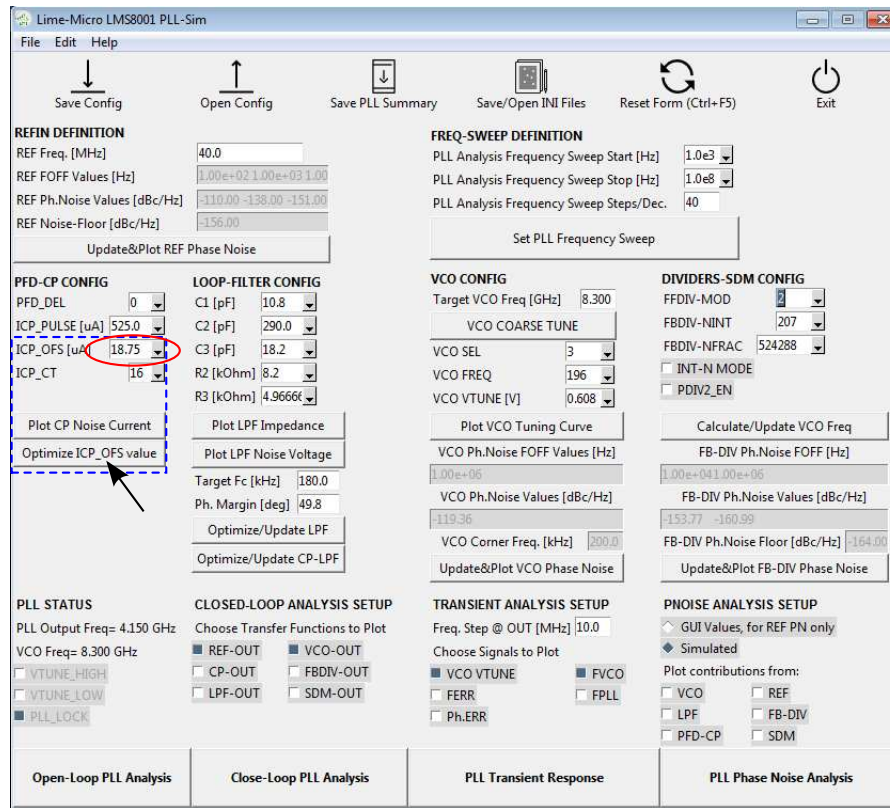 Lime-Micro LMS8001 PLL-Sim
File Edit Help
Save Config
Open Config
Save PLL Summary
Save/Open INI Files
Reset Form (Ctrl+F5)
Exit
REFIN DEFINITION
REF Freq. [MHz] 40.0
REF FOFF Values [Hz] 1.00e+02 1.00e+03 1.00
REF Ph.Noise Values [dBc/Hz] -110.00 -138.00 -151.00
REF Noise-Floor [dBc/Hz] -156.00
Update&Plot REF Phase Noise
FREQ-SWEEP DEFINITION
PLL Analysis Frequency Sweep Start [Hz] 1.0e3
PLL Analysis Frequency Sweep Stop [Hz] 1.0e8
PLL Analysis Frequency Sweep Steps/Dec. 40
Set PLL Frequency Sweep
PFD-CP CONFIG
PFD_DEL 0
ICP_PULSE [uA] 525.0
ICP_OFS [uA] 18.75
ICP_CT 16
Plot CP Noise Current
Optimize ICP_OFS value
LOOP-FILTER CONFIG
C1 [pF] 10.8
C2 [pF] 290.0
C3 [pF] 18.2
R2 [kOhm] 8.2
R3 [kOhm] 4.96666
Plot LPF Impedance
Plot LPF Noise Voltage
Target Fc [kHz] 180.0
Ph. Margin [deg] 49.8
Optimize/Update LPF
Optimize/Update CP-LPF
VCO CONFIG
Target VCO Freq [GHz] 8.300
VCO COARSE TUNE
VCO SEL 3
VCO FREQ 196
VCO VTUNE [V] 0.608
Plot VCO Tuning Curve
VCO Ph.Noise FOFF Values [Hz]
1.00e+06
VCO Ph.Noise Values [dBc/Hz]
-119.36
VCO Corner Freq. [kHz] 200.0
Update&Plot VCO Phase Noise
DIVIDERS-SDM CONFIG
FFDIV-MOD 2
FBDIV-NINT 207
FBDIV-NFRAC 524288
INT-N MODE
PDIV2_EN
Calculate/Update VCO Freq
FB-DIV Ph.Noise FOFF [Hz]
1.00e+041.00e+06
FB-DIV Ph.Noise Values [dBc/Hz]
-153.77 -160.99
FB-DIV Ph.Noise Floor [dBc/Hz] -164.00
Update&Plot FB-DIV Phase Noise
PLL STATUS
PLL Output Freq= 4.150 GHz
VCO Freq= 8.300 GHz
VTUNE_HIGH
VTUNE_LOW
PLL_LOCK
CLOSED-LOOP ANALYSIS SETUP
Choose Transfer Functions to Plot
REF-OUT VCO-OUT
CP-OUT FBDIV-OUT
LPF-OUT SDM-OUT
TRANSIENT ANALYSIS SETUP
Freq. Step @ OUT [MHz] 10.0
Choose Signals to Plot
VCO VTUNE FVCO
FERR FPLL
Ph.ERR
PNOISE ANALYSIS SETUP
GUI Values, for REF PN only
Simulated
Plot contributions from:
VCO REF
LPF FB-DIV
PFD-CP SDM
Open-Loop PLL Analysis
Close-Loop PLL Analysis
PLL Transient Response
PLL Phase Noise Analysis